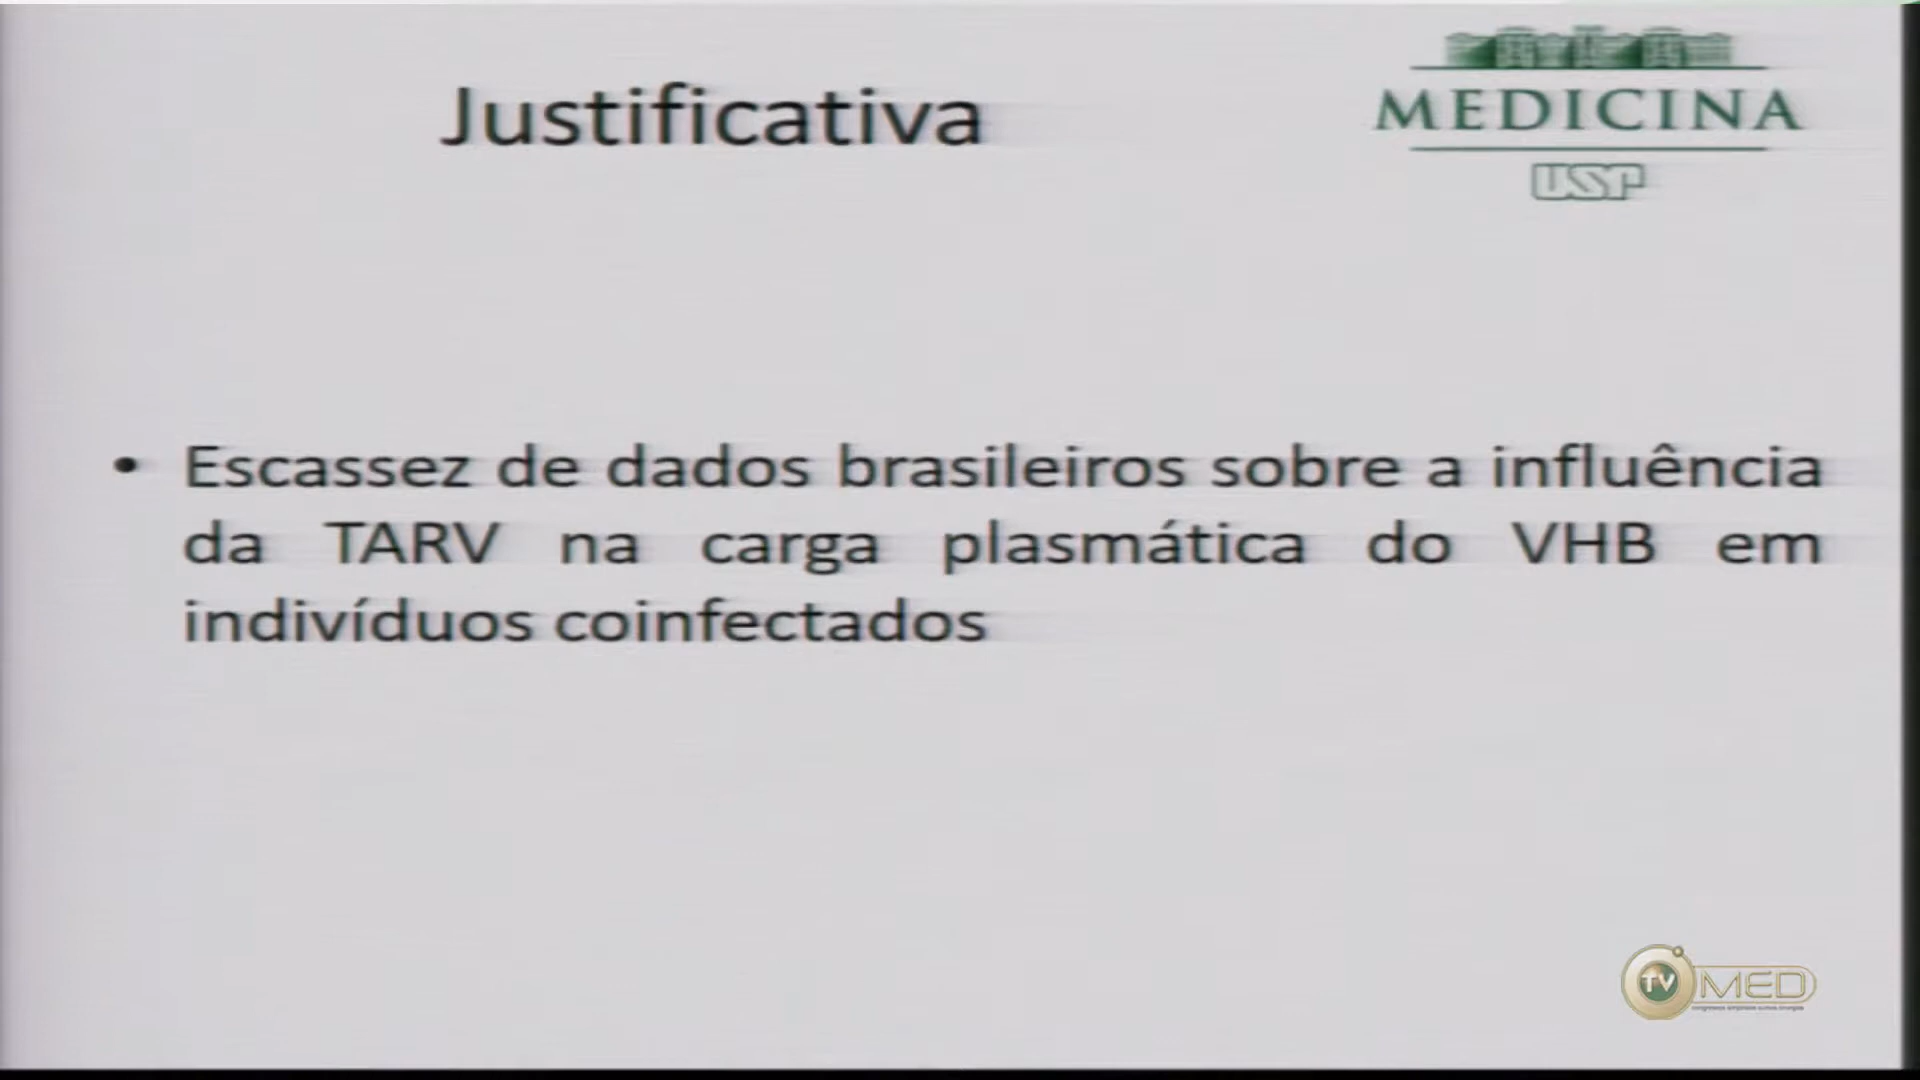 Justificativa
MEDICINA
USP
• Escassez de dados brasileiros sobre a influência
da TARV na carga plasmática do VHB em
indivíduos coinfectados
TV MED